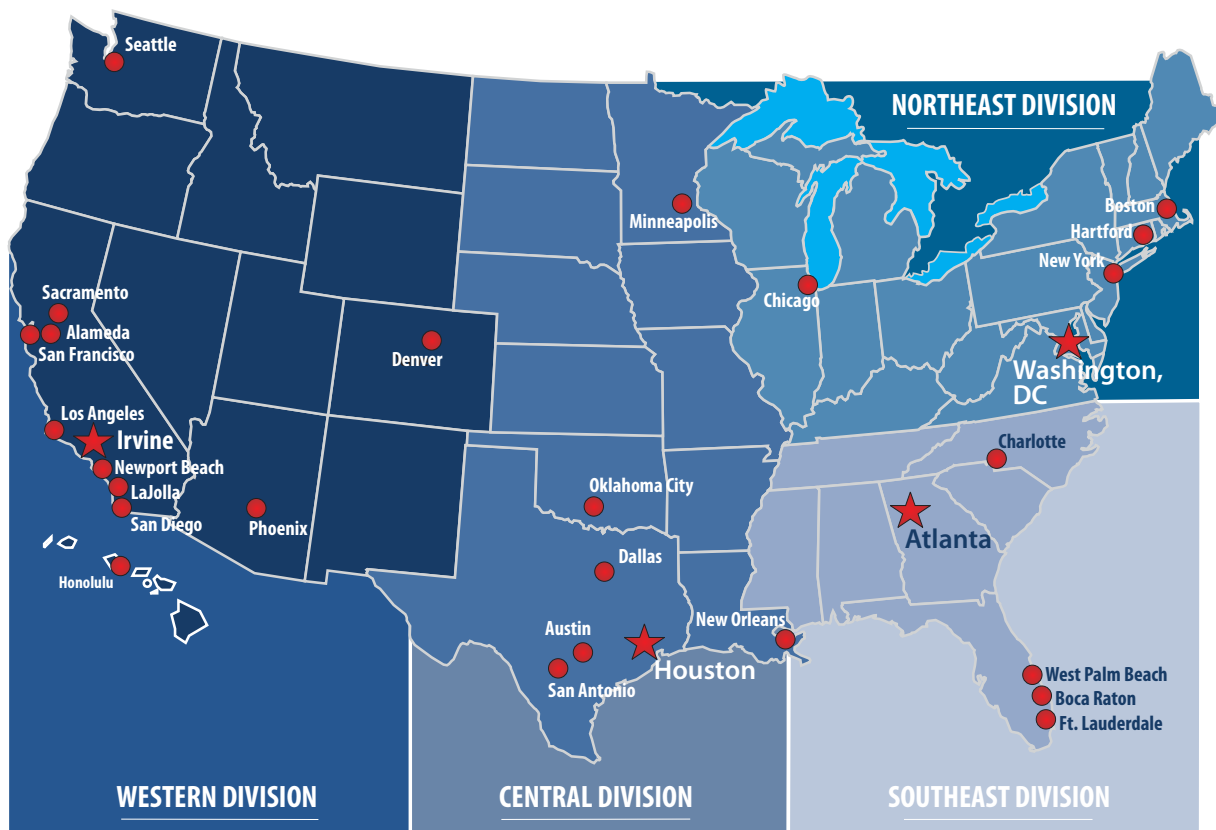 Seattle
NORTHEAST DIVISION
Minneapolis
Boston
Hartford
New York
Sacramento
Alameda
San Francisco
Chicago
Denver
Washington,
DC
Los Angeles
Irvine
Newport Beach
LaJolla
San Diego
Phoenix
Charlotte
Oklahoma City
Atlanta
Dallas
Honolulu
New Orleans
Austin
Houston
San Antonio
West Palm Beach
Boca Raton
Ft. Lauderdale
WESTERN DIVISION
CENTRAL DIVISION
SOUTHEAST DIVISION